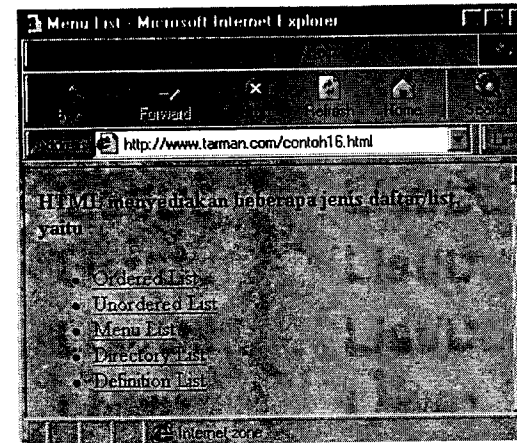 Menu List - Microsoft Internet Explorer
Forward
Home
http://www.tarman.com/contoh16.html
HTML menyediakan beberapa jenis daftar/list,
yaitu
Ordered List
Unordered List
Menu List
Directory List
Definition List
Internet zone